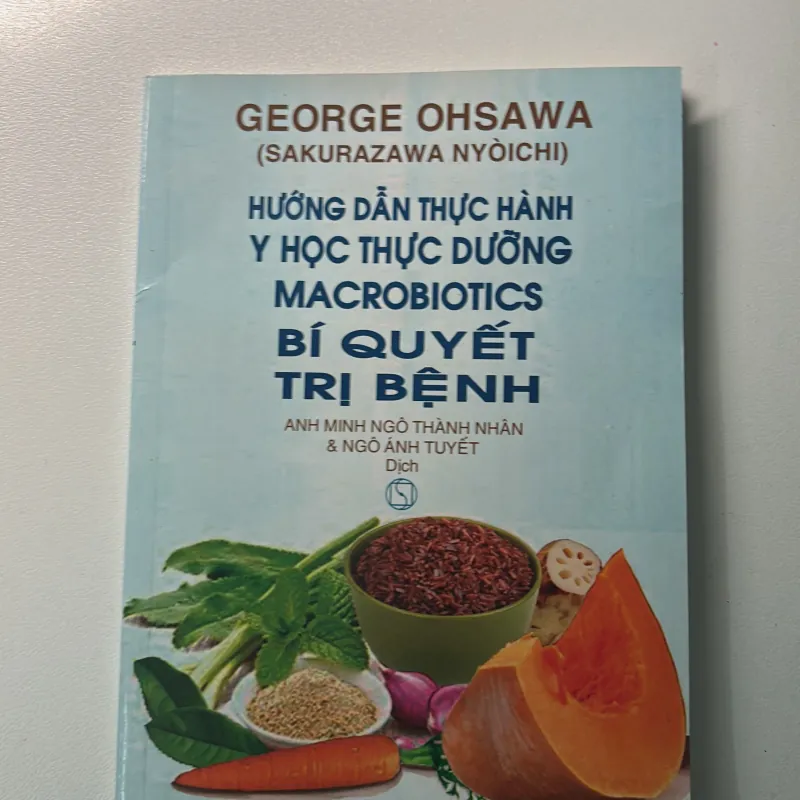 GEORGE OHSAWA
(SAKURAZAWA NYÒICHI)
HƯỚNG DẪN THỰC HÀNH
Y HỌC THỰC DƯỠNG
MACROBIOTICS
BÍ QUYẾT
TRỊ BỆNH
ANH MINH NGÔ THÀNH NHÂN
& NGÔ ÁNH TUYẾT
Dịch